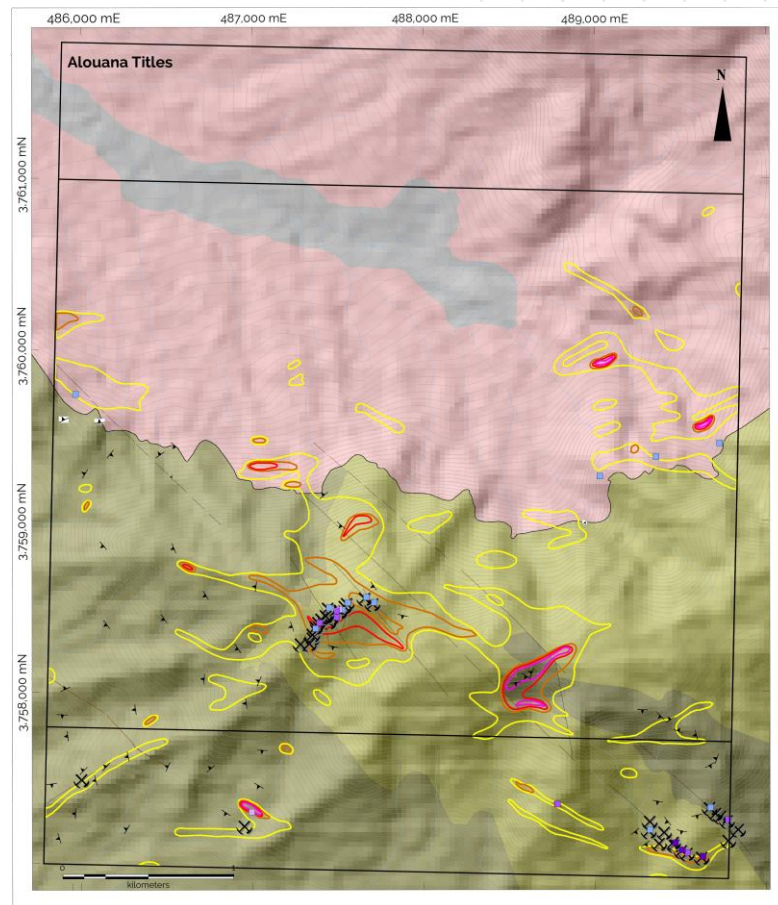 486,000 mE 487,000 mE 488,000 mE 489,000 mE
Alouana Titles
N
3,761,000 mN
3,760,000 mN
3,759,000 mN
3,758,000 mN
0 1
kilometers